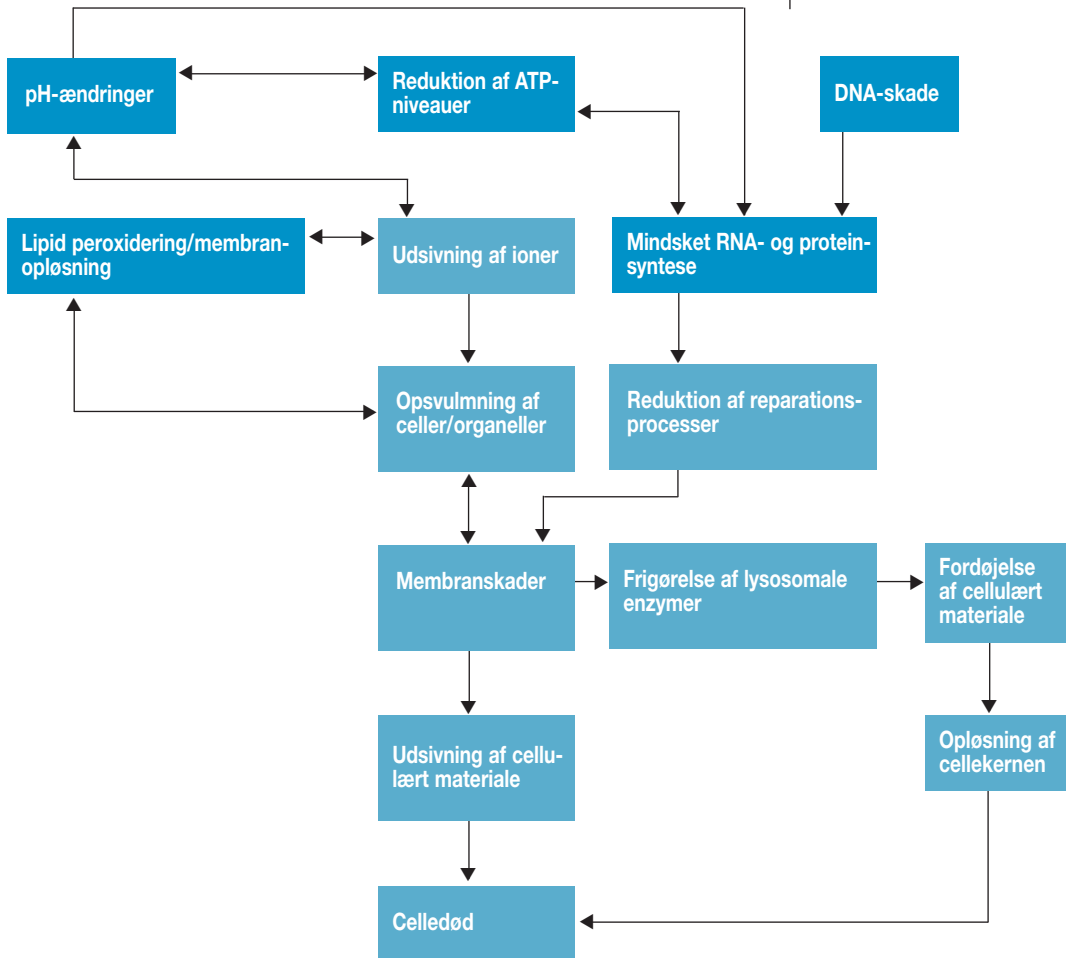 pH-ændringer
Reduktion af ATP-
niveauer
DNA-skade
Lipid peroxidering/membran-
opløsning
Udsivning af ioner
Mindsket RNA- og protein-
syntese
Opsvulmning af
celler/organeller
Reduktion af reparations-
processer
Membranskader
Frigørelse af lysosomale
enzymer
Fordøjelse
af cellulært
materiale
Udsivning af cellu-
lært materiale
Opløsning af
cellekernen
Celledød